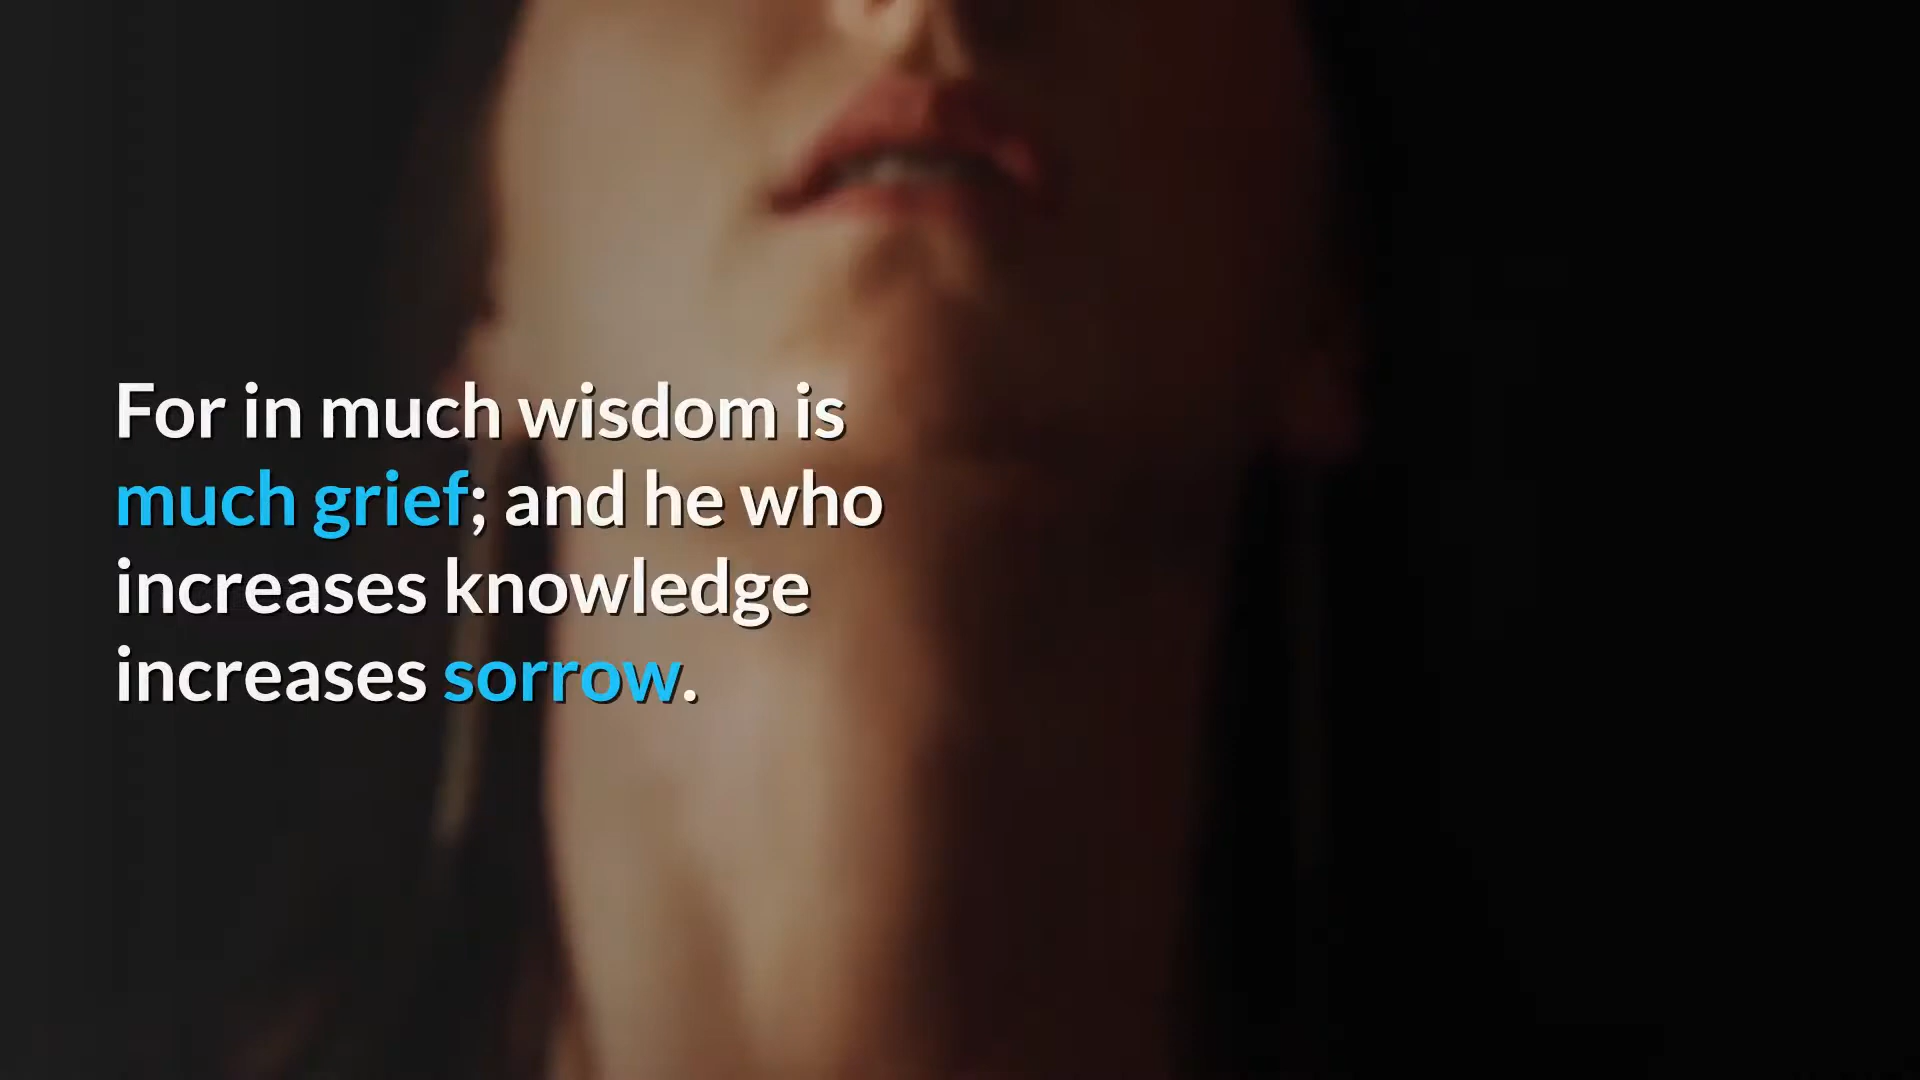 For in much wisdom is
much grief; and he who
increases knowledge
increases sorrow.